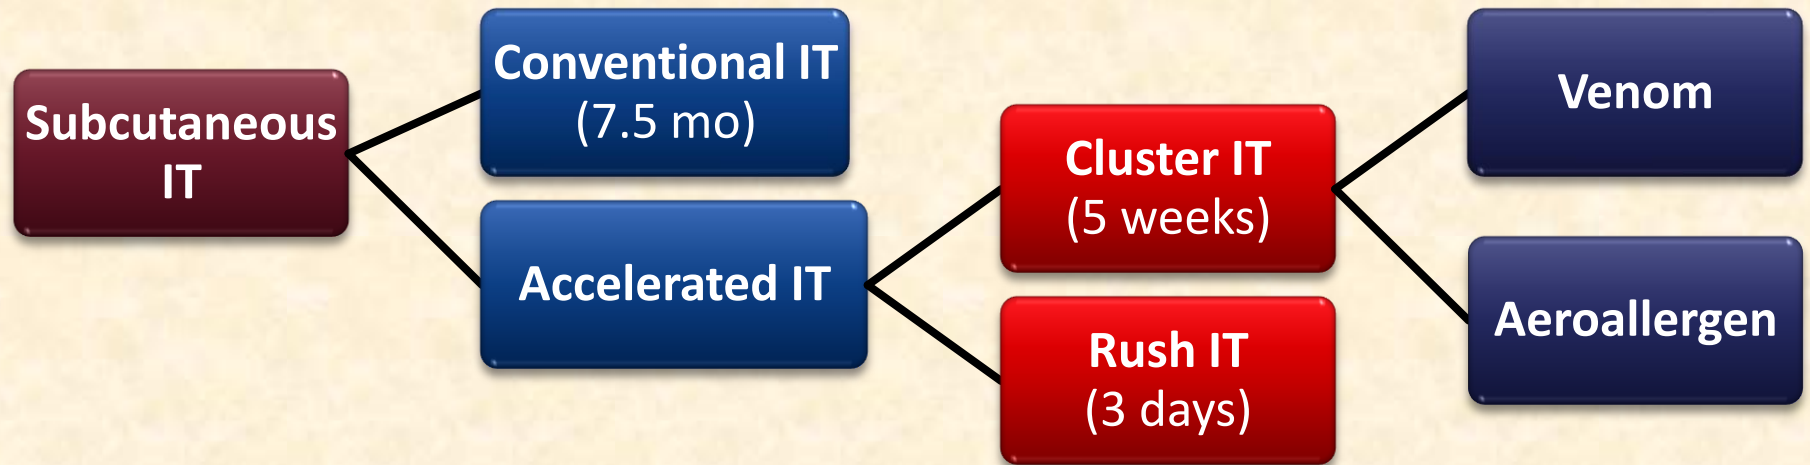 Subcutaneous
IT
Conventional IT
(7.5 mo)
Accelerated IT
Cluster IT
(5 weeks)
Rush IT
(3 days)
Venom
Aeroallergen